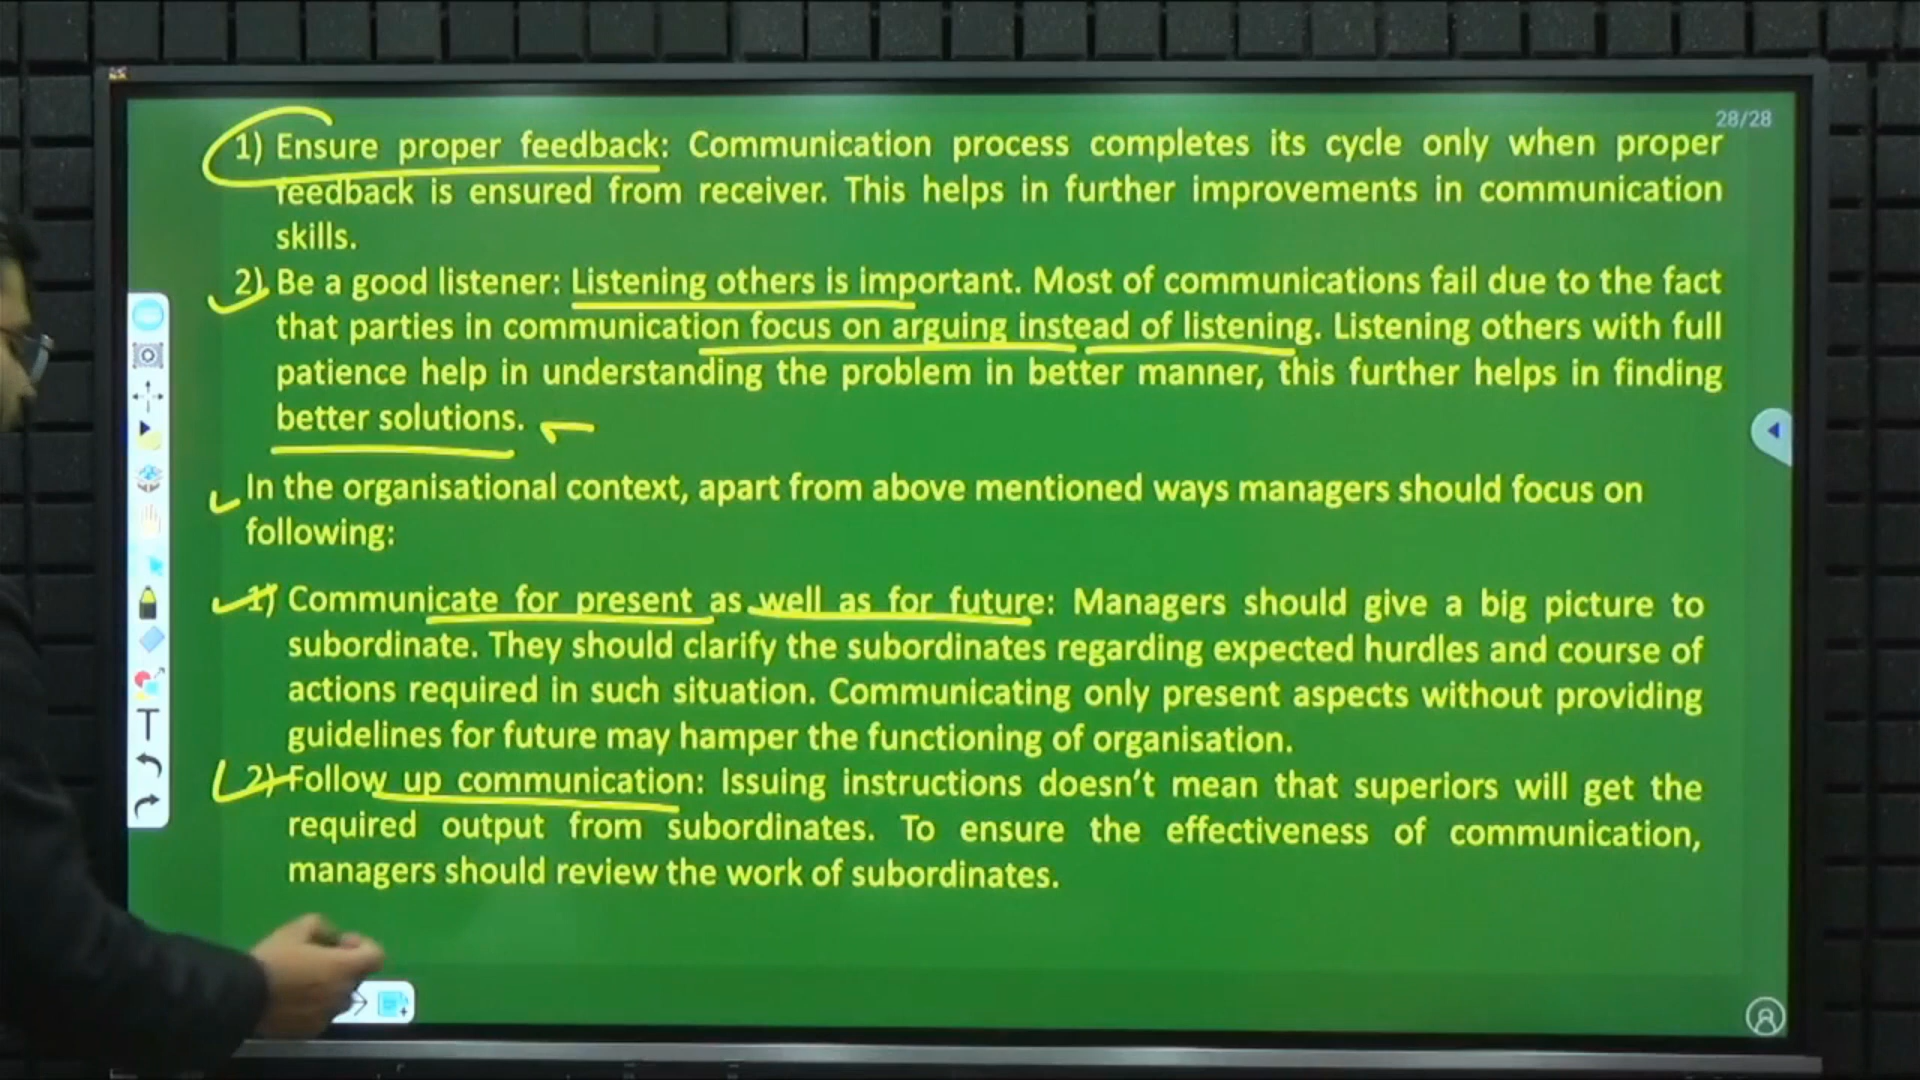 28/28
1) Ensure proper feedback: Communication process completes its cycle only when proper
feedback is ensured from receiver. This helps in further improvements in communication
skills.
2) Be a good listener: Listening others is important. Most of communications fail due to the fact
that parties in communication focus on arguing instead of listening. Listening others with full
patience help in understanding the problem in better manner, this further helps in finding
better solutions.
In the organisational context, apart from above mentioned ways managers should focus on
following:
1) Communicate for present as well as for future: Managers should give a big picture to
subordinate. They should clarify the subordinates regarding expected hurdles and course of
actions required in such situation. Communicating only present aspects without providing
guidelines for future may hamper the functioning of organisation.
2) Follow up communication: Issuing instructions doesn't mean that superiors will get the
required output from subordinates. To ensure the effectiveness of communication,
managers should review the work of subordinates.